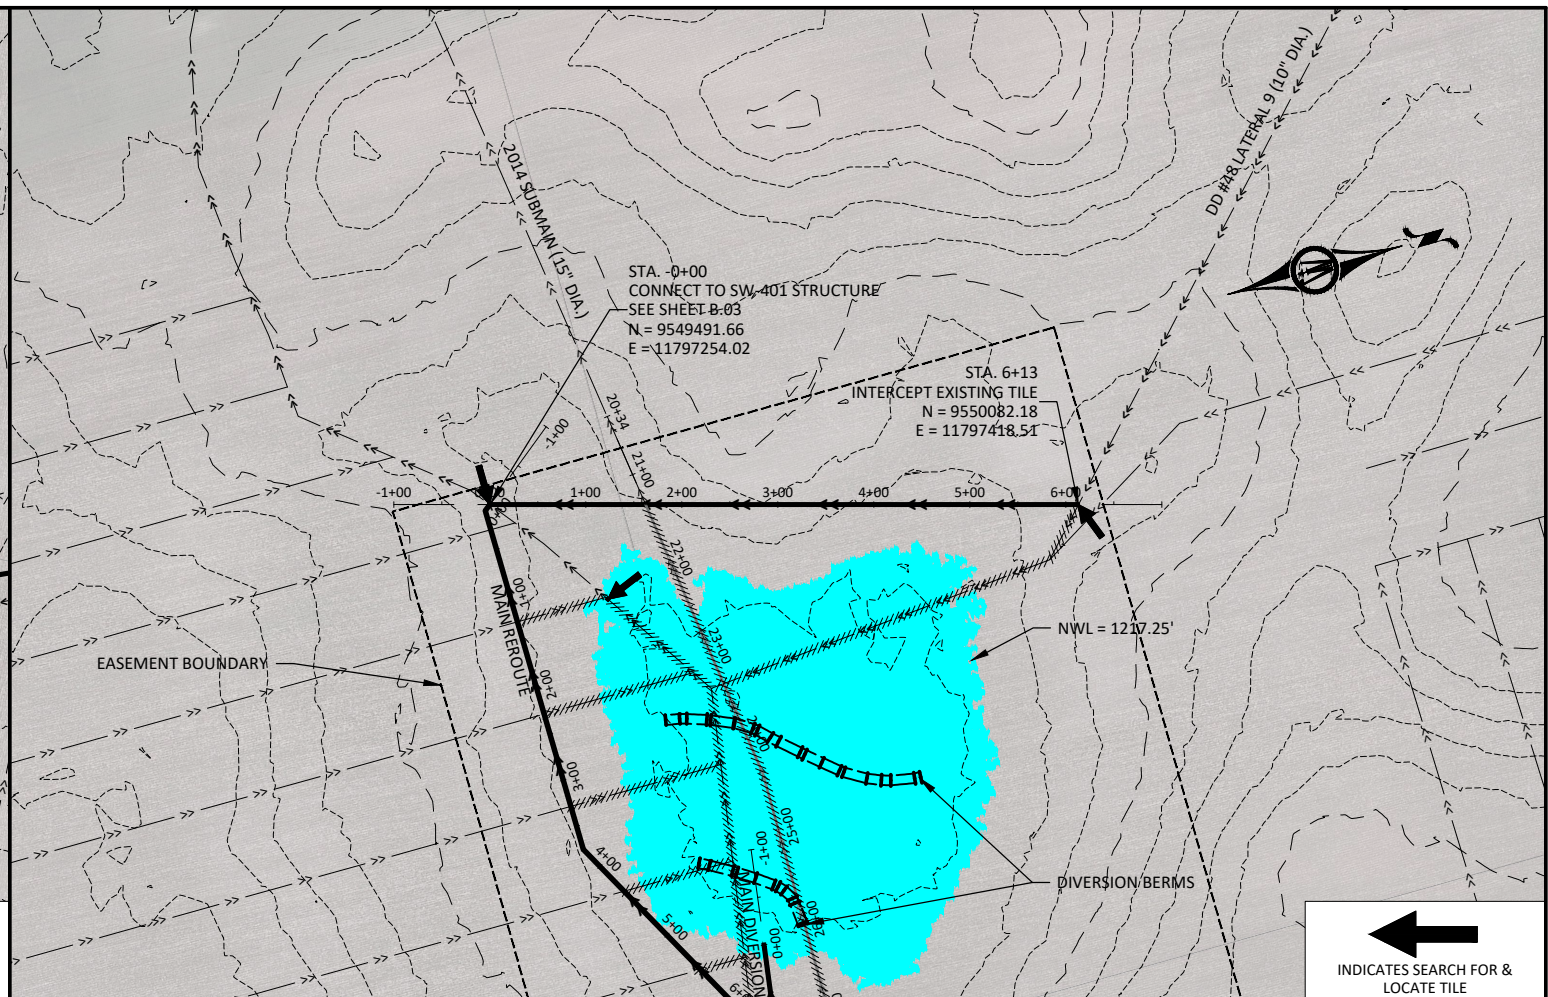 DD #48 LATERAL 9 (10" DIA.)
2014 SUBMAIN (15" DIA.)
STA. -0+00
CONNECT TO SW-401 STRUCTURE
SEE SHEET B.03
N = 9549491.66
E = 11797254.02
STA. 6+13
INTERCEPT EXISTING TILE
N = 9550082.18
E = 11797418.51
20+34
-1+00
21+00
-1+00
1+00
2+00
3+00
4+00
5+00
6+00
22+00
1+00
MAIN REROUTE
23+00
NWL = 1217.25'
EASEMENT BOUNDARY
2+00
3+00
25+00
-1+00
4+00
MAIN DIVERSION
DIVERSION BERMS
26+00
5+00
0+00
INDICATES SEARCH FOR &
LOCATE TILE